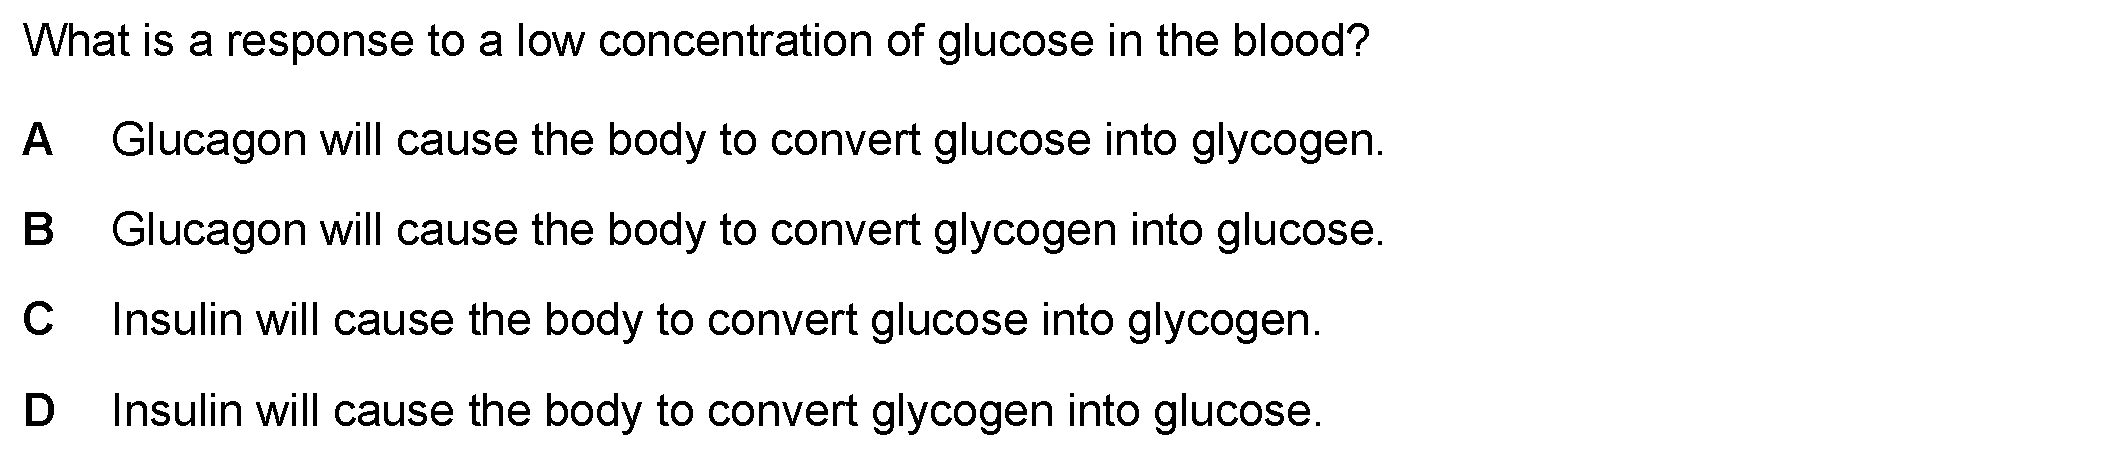 What is a response to a low concentration of glucose in the blood?
A Glucagon will cause the body to convert glucose into glycogen.
B Glucagon will cause the body to convert glycogen into glucose.
C Insulin will cause the body to convert glucose into glycogen.
D Insulin will cause the body to convert glycogen into glucose.